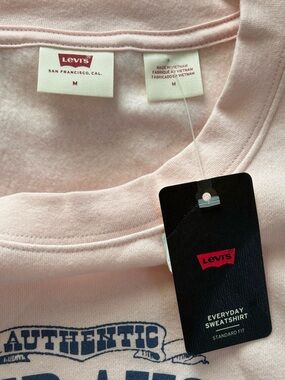 LEVI'S
SAN FRANCISCO, CAL.
M
MADE IN VIETNAM
FABRIQUÉ AU VIETNAM
FABRICADO EN VIETNAM
M
LEVI'S
EVERYDAY
SWEATSHIRT
STANDARD FIT
AUTHENTIC